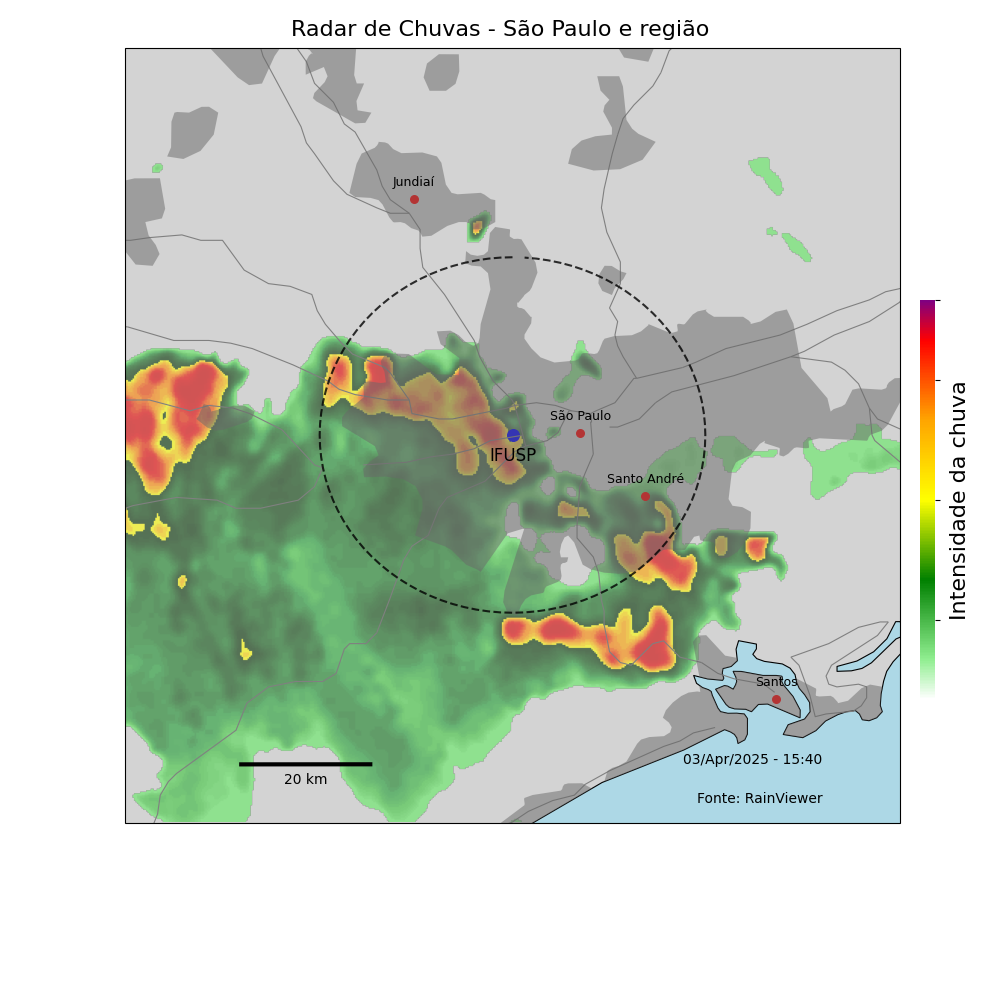 Radar de Chuvas - São Paulo e região
Jundiaí
São Paulo
IFUSP
Santo André
Intensidade da chuva
Santos
03/Apr/2025 - 15:40
20 km
Fonte: RainViewer